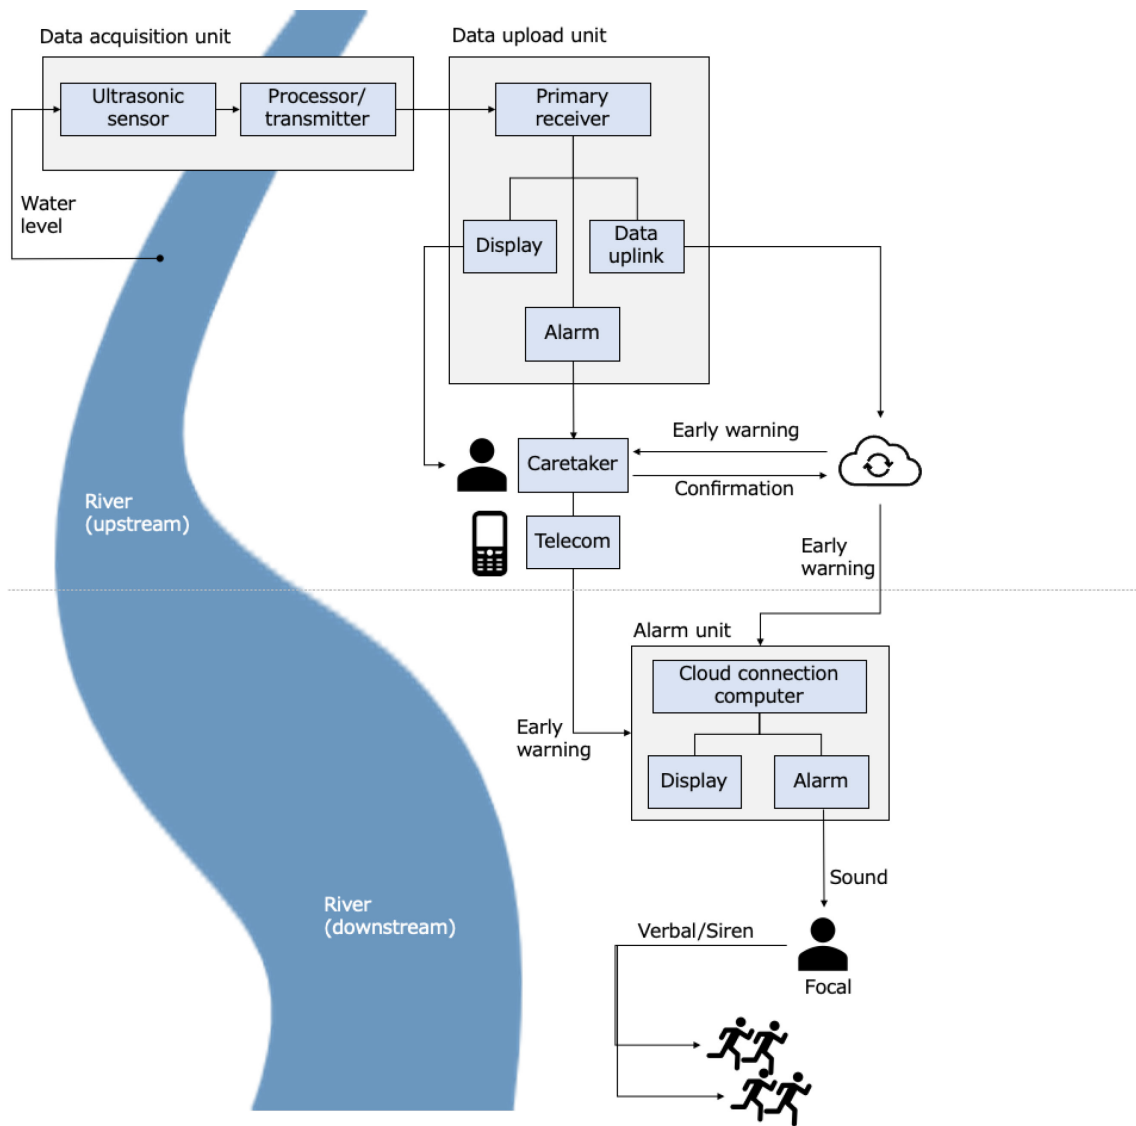 Data acquisition unit
Data upload unit
Ultrasonic
sensor
Processor/
transmitter
Primary
receiver
Water
level
Display
Data
uplink
Alarm
Early warning
Caretaker
Confirmation
River
(upstream)
Telecom
Early
warning
Alarm unit
Cloud connection
computer
Early
warning
Display
Alarm
Sound
River
(downstream)
Verbal/Siren
Focal